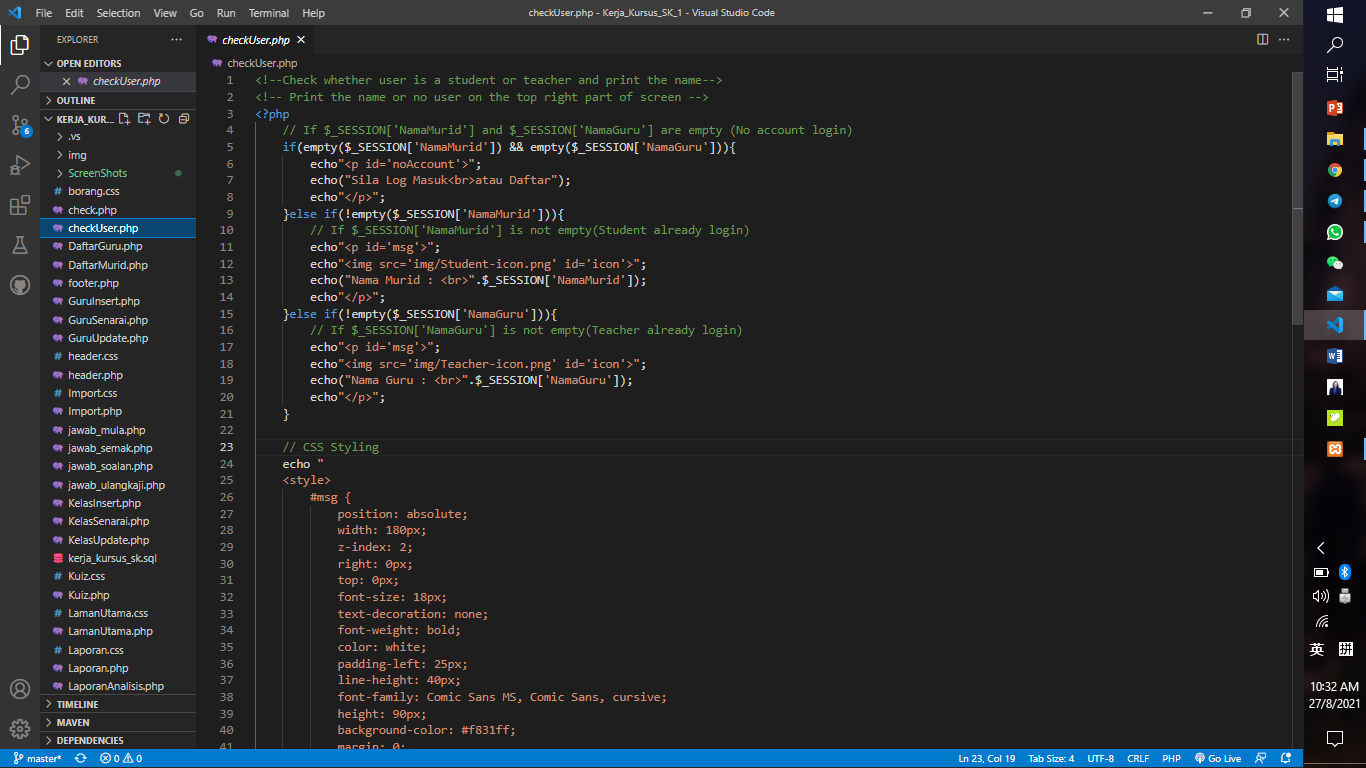 File Edit Selection View Go Run Terminal Help
checkUser.php - Kerja_Kursus_SK_1 - Visual Studio Code
EXPLORER
OPEN EDITORS
checkUser.php
OUTLINE
KERJA_KUR...
.vs
img
ScreenShots
borang.css
check.php
checkUser.php
DaftarGuru.php
DaftarMurid.php
footer.php
GuruInsert.php
GuruSenarai.php
GuruUpdate.php
header.css
header.php
Import.css
Import.php
jawab_mula.php
jawab_semak.php
jawab_soalan.php
jawab_ulangkaji.php
KelasInsert.php
KelasSenarai.php
KelasUpdate.php
kerja_kursus_sk.sql
Kuiz.css
Kuiz.php
LamanUtama.css
LamanUtama.php
Laporan.css
Laporan.php
LaporanAnalisis.php
TIMELINE
MAVEN
DEPENDENCIES
6
checkUser.php
checkUser.php
1 <!--Check whether user is a student or teacher and print the name-->
2 <!-- Print the name or no user on the top right part of screen -->
3 <?php
4 // If $_SESSION['NamaMurid'] and $_SESSION['NamaGuru'] are empty (No account login)
5 if(empty($_SESSION['NamaMurid']) && empty($_SESSION['NamaGuru'])){
6 echo"<p id='noAccount'>";
7 echo("Sila Log Masuk<br>atau Daftar");
8 echo"</p>";
9 }else if(!empty($_SESSION['NamaMurid'])){
10 // If $_SESSION['NamaMurid'] is not empty(Student already login)
11 echo"<p id='msg'>";
12 echo"<img src='img/Student-icon.png' id='icon'>";
13 echo("Nama Murid : <br>".$_SESSION['NamaMurid']);
14 echo"</p>";
15 }else if(!empty($_SESSION['NamaGuru'])){
16 // If $_SESSION['NamaGuru'] is not empty(Teacher already login)
17 echo"<p id='msg'>";
18 echo"<img src='img/Teacher-icon.png' id='icon'>";
19 echo("Nama Guru : <br>".$_SESSION['NamaGuru']);
20 echo"</p>";
21 }
22
23 // CSS Styling
24 echo "
25 <style>
26 #msg {
27 position: absolute;
28 width: 180px;
29 z-index: 2;
30 right: 0px;
31 top: 0px;
32 font-size: 18px;
33 text-decoration: none;
34 font-weight: bold;
35 color: white;
36 padding-left: 25px;
37 line-height: 40px;
38 font-family: Comic Sans MS, Comic Sans, cursive;
39 height: 90px;
40 background-color: #f831ff;
41 margin: 0;
master* 0 0
Ln 23, Col 19 Tab Size: 4 UTF-8 CRLF PHP Go Live
英
拼
10:32 AM
27/8/2021